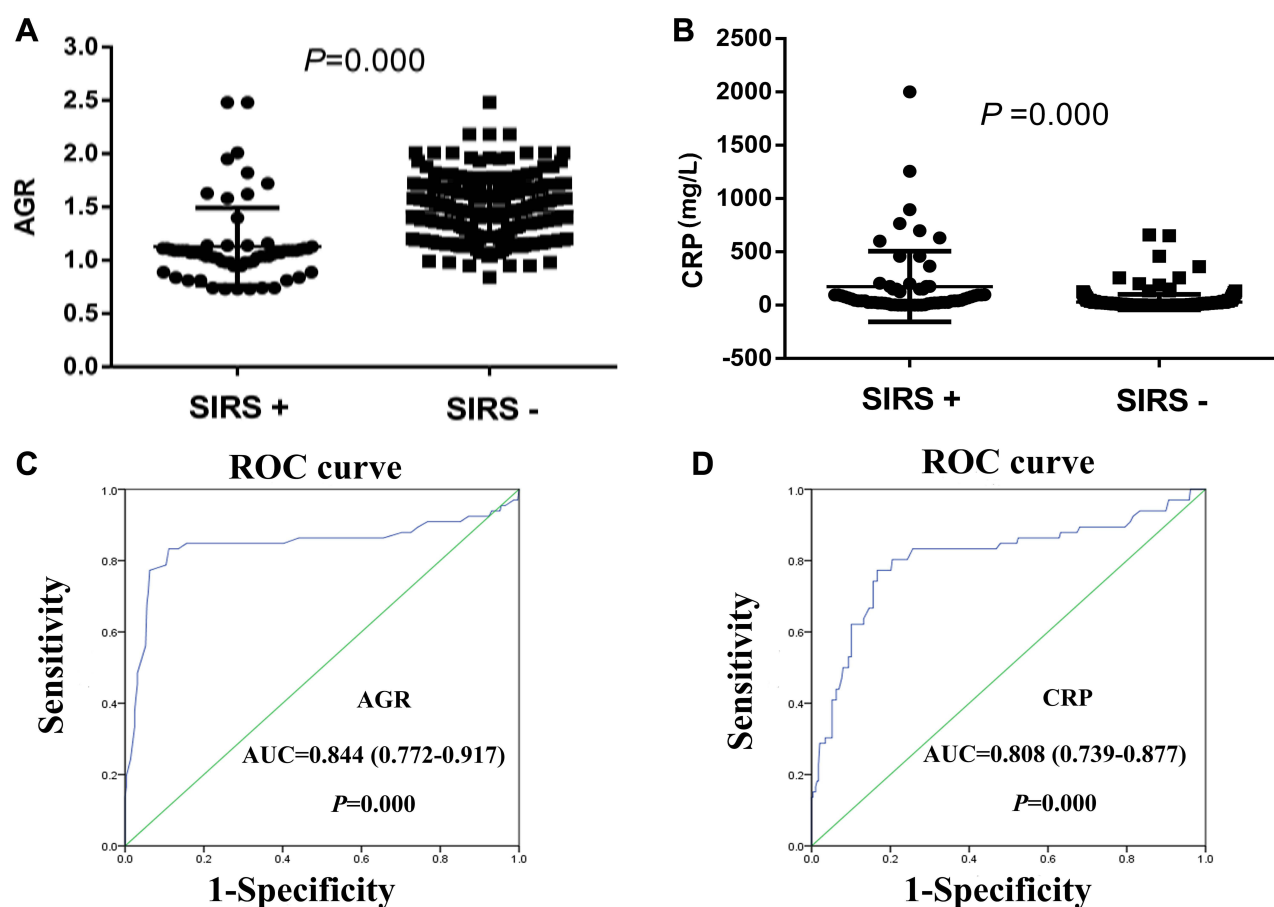 A
P=0.000
AGR
3.0
2.5
2.0
1.5
1.0
0.5
0.0
SIRS +
SIRS -
B
P =0.000
CRP (mg/L)
2500
2000
1500
1000
500
0
-500
SIRS +
SIRS -
C
ROC curve
Sensitivity
1.0
0.8
0.6
0.4
0.2
0.0
AGR
AUC=0.844 (0.772-0.917)
P=0.000
0.0 0.2 0.4 0.6 0.8 1.0
1-Specificity
D
ROC curve
Sensitivity
1.0
0.8
0.6
0.4
0.2
0.0
CRP
AUC=0.808 (0.739-0.877)
P=0.000
0.0 0.2 0.4 0.6 0.8 1.0
1-Specificity